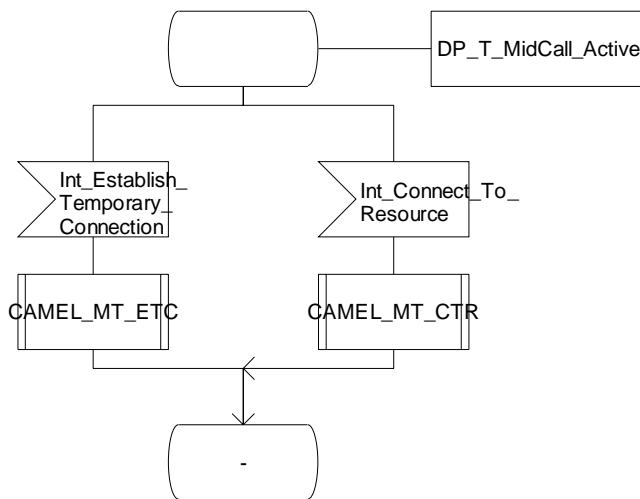 DP_T_MidCall_Active
Int_Establish_
Temporary_
Connection
Int_Connect_To_
Resource
CAMEL_MT_ETC
CAMEL_MT_CTR
-